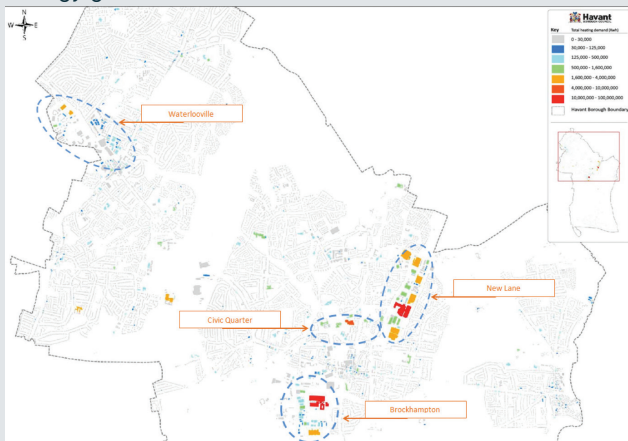 N
W E
S
Havant
BOROUGH COUNCIL
Key Total heating demand (kwh)
0 - 30,000
30,000 - 125,000
125,000 - 500,000
500,000 - 1,600,000
1,600,000 - 4,000,000
4,000,000 - 10,000,000
10,000,000 - 100,000,000
Havant Borough Boundary
Waterlooville
New Lane
Civic Quarter
Brockhampton